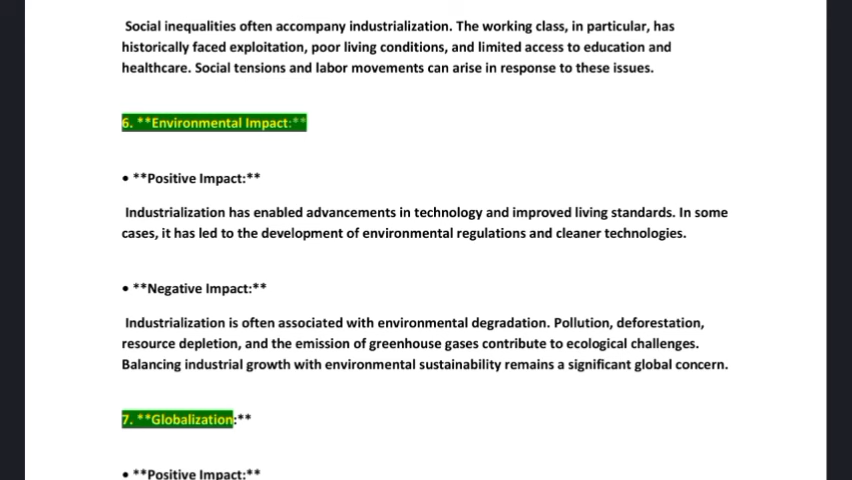 Social inequalities often accompany industrialization. The working class, in particular, has
historically faced exploitation, poor living conditions, and limited access to education and
healthcare. Social tensions and labor movements can arise in response to these issues.
6. **Environmental Impact:**
• **Positive Impact:**
Industrialization has enabled advancements in technology and improved living standards. In some
cases, it has led to the development of environmental regulations and cleaner technologies.
• **Negative Impact:**
Industrialization is often associated with environmental degradation. Pollution, deforestation,
resource depletion, and the emission of greenhouse gases contribute to ecological challenges.
Balancing industrial growth with environmental sustainability remains a significant global concern.
7. **Globalization:**
• **Positive Impact:**